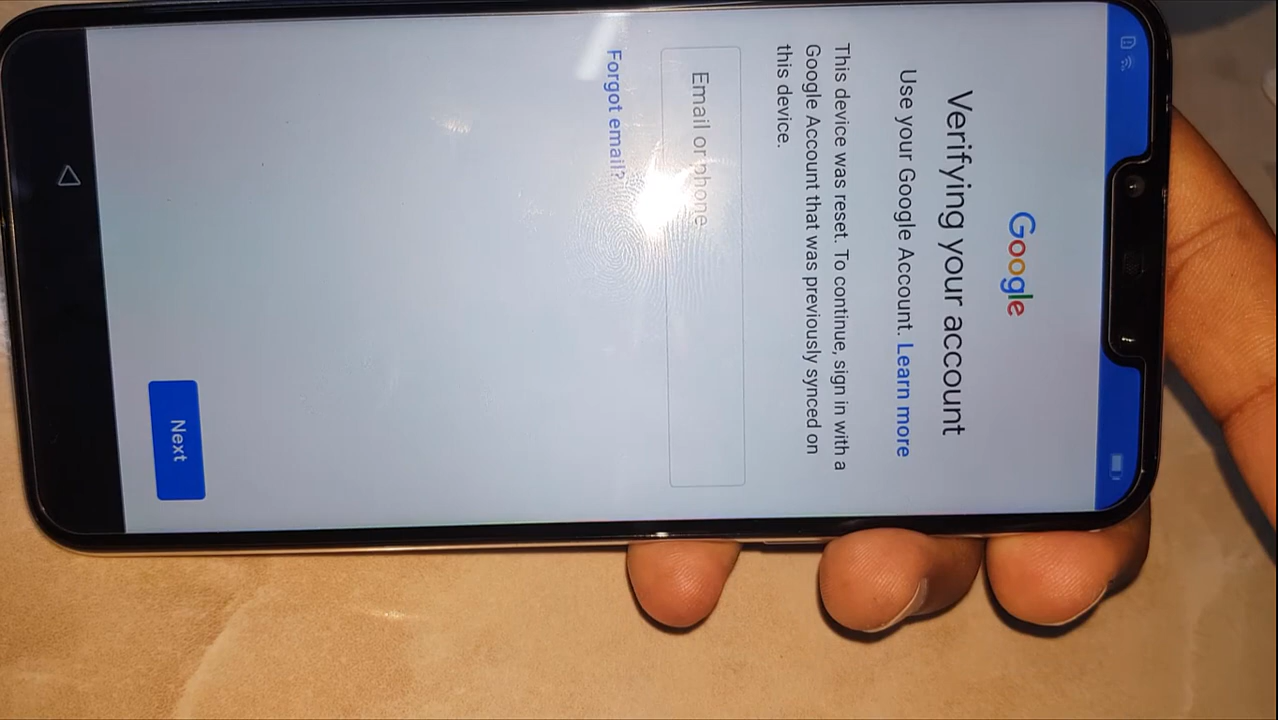 Google
Verifying your account
Use your Google Account. Learn more
This device was reset. To continue, sign in with a
Google Account that was previously synced on
this device.
Email or phone
Forgot email?
Next